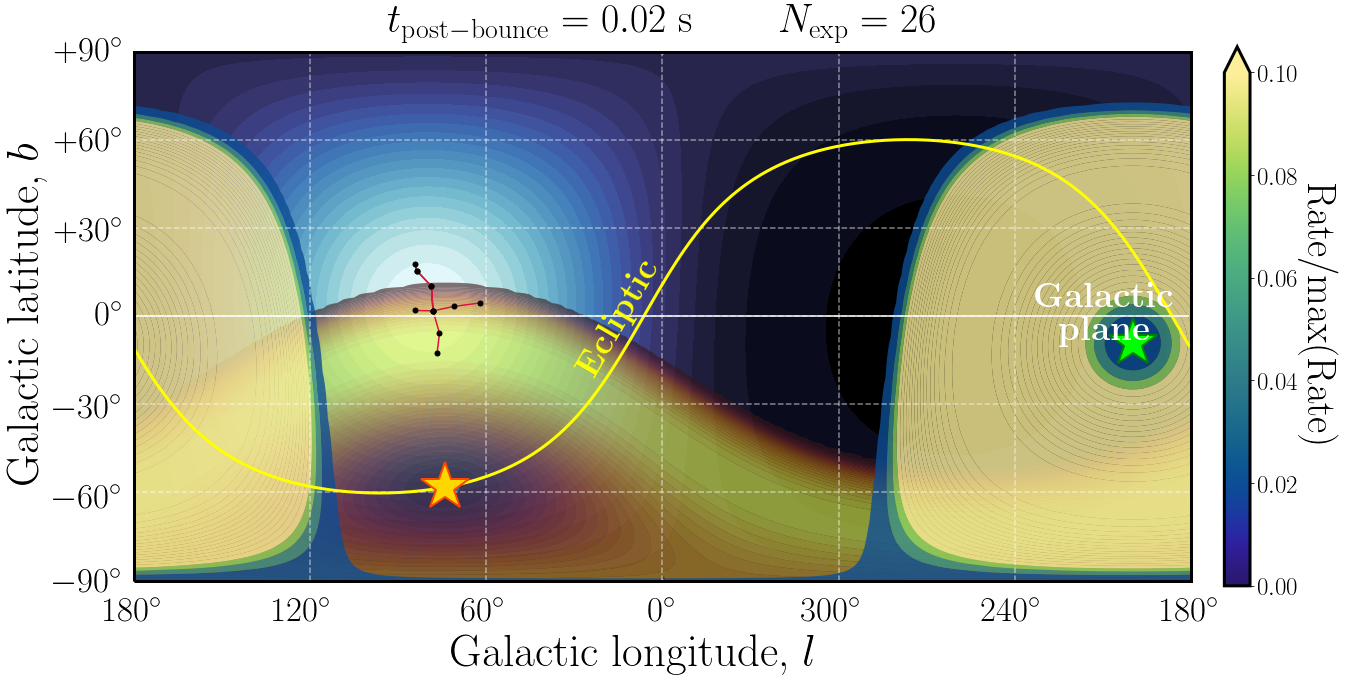 t_post−bounce = 0.02 s N_exp = 26
+90°
+60°
+30°
0°
−30°
−60°
−90°
Galactic latitude, b
Ecliptic
Galactic
plane
180° 120° 60° 0° 300° 240° 180°
Galactic longitude, l
0.10
0.08
0.06
0.04
0.02
0.00
Rate/max(Rate)